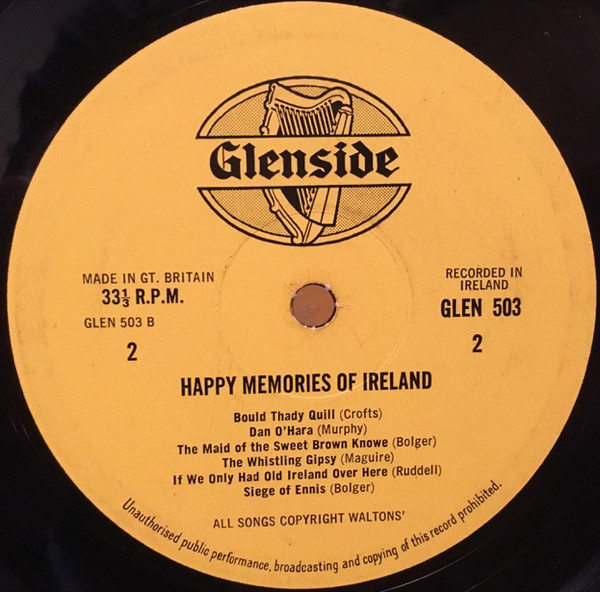 Glenside
MADE IN GT. BRITAIN
33⅓ R.P.M.
GLEN 503 B
2
RECORDED IN
IRELAND
GLEN 503
2
HAPPY MEMORIES OF IRELAND
Bould Thady Quill (Crofts)
Dan O'Hara (Murphy)
The Maid of the Sweet Brown Knowe (Bolger)
The Whistling Gipsy (Maguire)
If We Only Had Old Ireland Over Here (Ruddell)
Siege of Ennis (Bolger)
ALL SONGS COPYRIGHT WALTONS'
Unauthorised public performance, broadcasting and copying of this record prohibited.